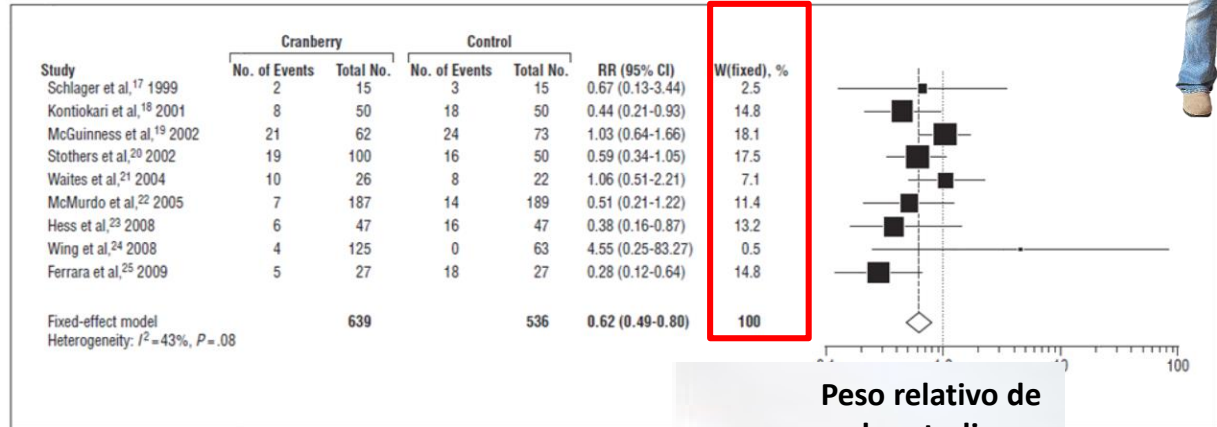 Cranberry Control
Study No. of Events Total No. No. of Events Total No. RR (95% CI) W(fixed), %
Schlager et al,17 1999 2 15 3 15 0.67 (0.13-3.44) 2.5
Kontiokari et al,18 2001 8 50 18 50 0.44 (0.21-0.93) 14.8
McGuinness et al,19 2002 21 62 24 73 1.03 (0.64-1.66) 18.1
Stothers et al,20 2002 19 100 16 50 0.59 (0.34-1.05) 17.5
Waites et al,21 2004 10 26 8 22 1.06 (0.51-2.21) 7.1
McMurdo et al,22 2005 7 187 14 189 0.51 (0.21-1.22) 11.4
Hess et al,23 2008 6 47 16 47 0.38 (0.16-0.87) 13.2
Wing et al,24 2008 4 125 0 63 4.55 (0.25-83.27) 0.5
Ferrara et al,25 2009 5 27 18 27 0.28 (0.12-0.64) 14.8
Fixed-effect model 639 536 0.62 (0.49-0.80) 100
Heterogeneity: I2=43%, P=.08
100
Peso relativo de